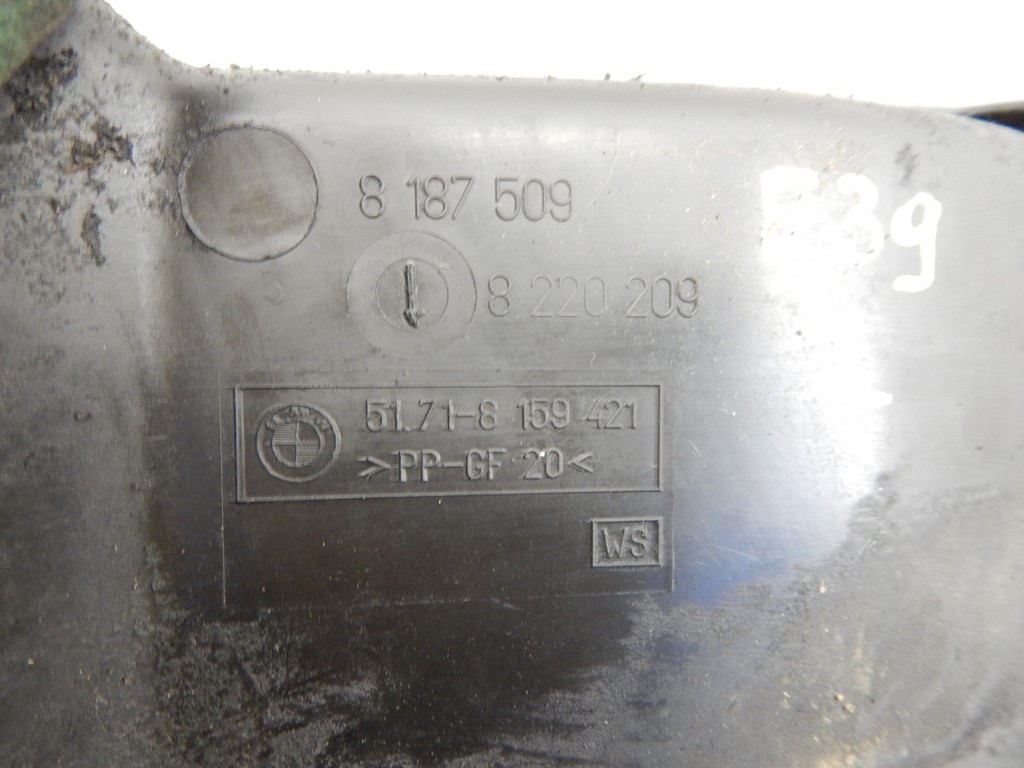 8 187 509
E39
8 220 209
51.71-8 159 421
>PP-GF 20<
WS